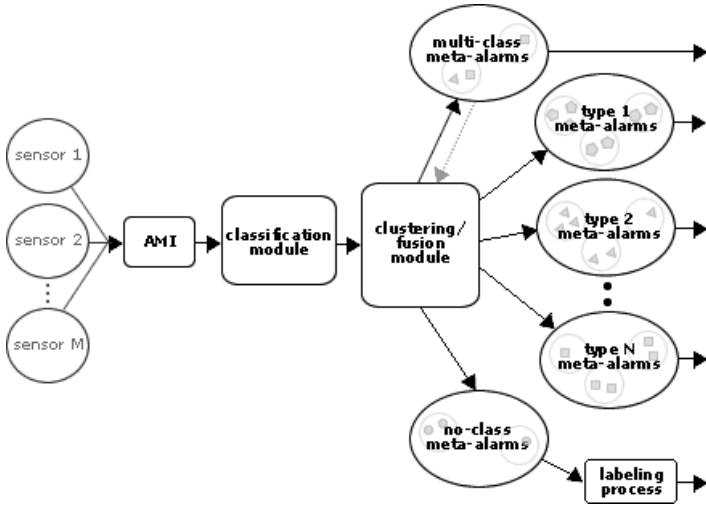 multi-class
meta-alarms
type 1
meta-alarms
sensor 1
sensor 2
AMI
classification
module
clustering/
fusion
module
type 2
meta-alarms
sensor M
type N
meta-alarms
no-class
meta-alarms
labeling
process